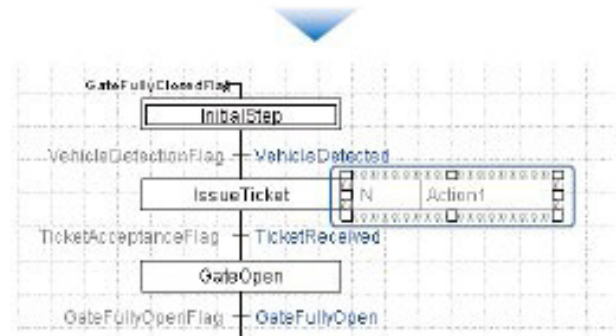 GateFullyClosedFlag
InitialStep
VehicleDetectionFlag VehicleDetected
IssueTicket N Action1
TicketAcceptanceFlag TicketReceived
GateOpen
GateFullyOpenFlag GateFullyOpen